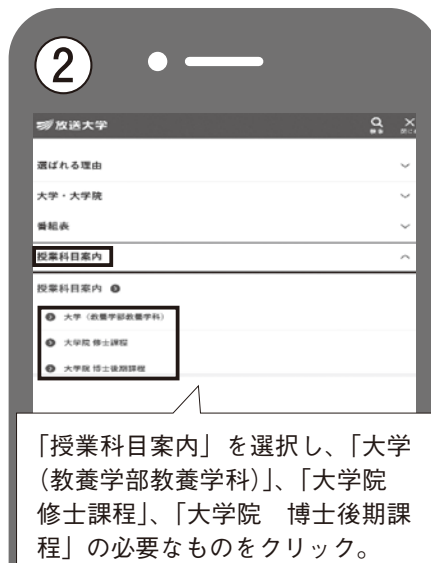 ②
放送大学
検索
選ばれる理由
大学・大学院
番組表
授業科目案内
授業科目案内
大学（教養学部教養学科）
大学院 修士課程
大学院 博士後期課程
「授業科目案内」を選択し、「大学
（教養学部教養学科）」、「大学院
修士課程」、「大学院　博士後期課
程」の必要なものをクリック。